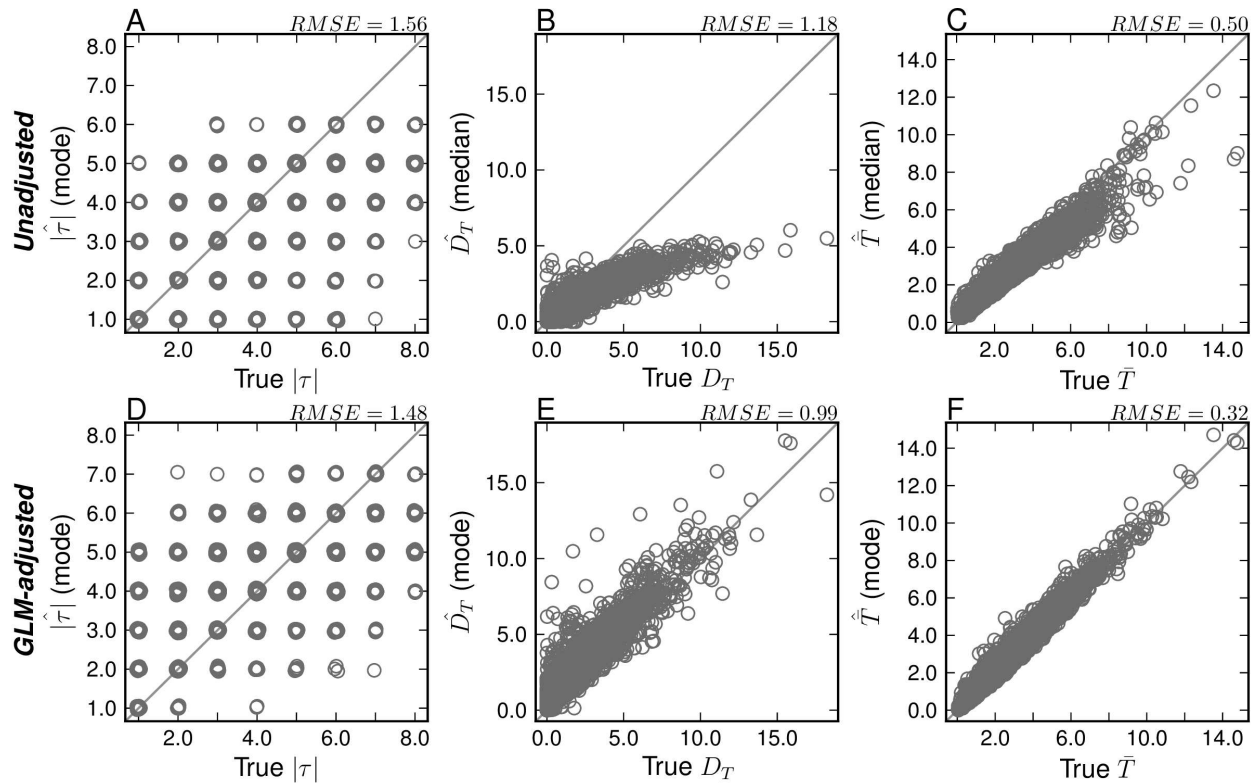 A RMSE = 1.56
8.0
7.0
6.0
5.0
4.0
3.0
2.0
1.0
2.0 4.0 6.0 8.0
True |τ|
|τ̂| (mode)
Unadjusted
B RMSE = 1.18
15.0
10.0
5.0
0.0
0.0 5.0 10.0 15.0
True D_T
D̂_T (median)
C RMSE = 0.50
14.0
12.0
10.0
8.0
6.0
4.0
2.0
0.0
2.0 6.0 10.0 14.0
True T̄
T̄̂ (median)
D RMSE = 1.48
8.0
7.0
6.0
5.0
4.0
3.0
2.0
1.0
2.0 4.0 6.0 8.0
True |τ|
|τ̂| (mode)
GLM-adjusted
E RMSE = 0.99
15.0
10.0
5.0
0.0
0.0 5.0 10.0 15.0
True D_T
D̂_T (mode)
F RMSE = 0.32
14.0
12.0
10.0
8.0
6.0
4.0
2.0
0.0
2.0 6.0 10.0 14.0
True T̄
T̄̂ (mode)